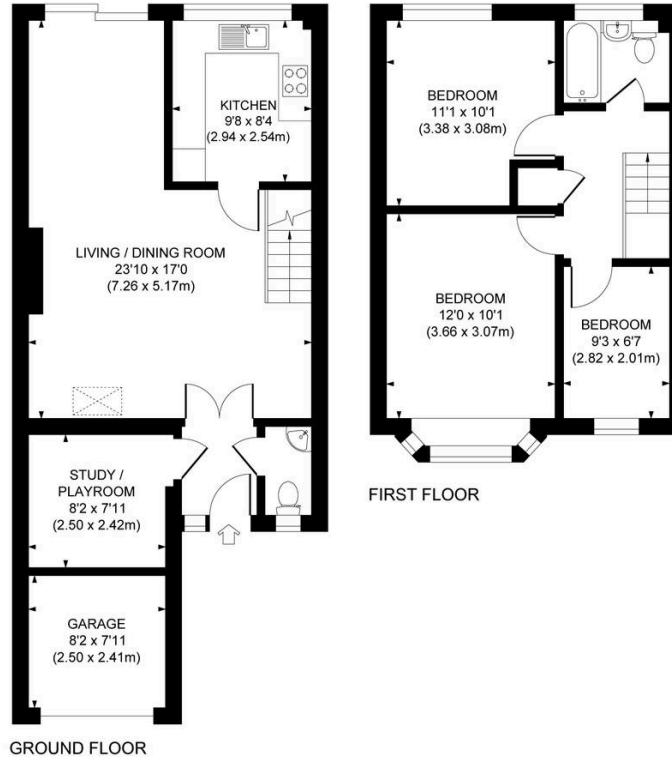 KITCHEN
9'8 x 8'4
(2.94 x 2.54m)
LIVING / DINING ROOM
23'10 x 17'0
(7.26 x 5.17m)
STUDY /
PLAYROOM
8'2 x 7'11
(2.50 x 2.42m)
GARAGE
8'2 x 7'11
(2.50 x 2.41m)
GROUND FLOOR
BEDROOM
11'1 x 10'1
(3.38 x 3.08m)
BEDROOM
12'0 x 10'1
(3.66 x 3.07m)
BEDROOM
9'3 x 6'7
(2.82 x 2.01m)
FIRST FLOOR